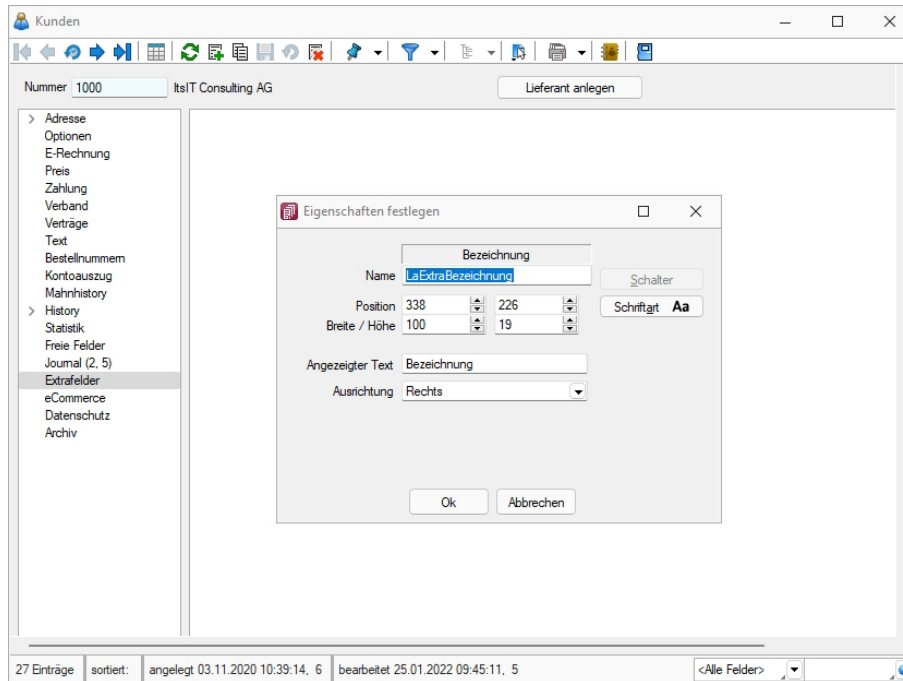 Kunden
Nummer 1000 ItsIT Consulting AG Lieferant anlegen
Adresse
Optionen
E-Rechnung
Preis
Zahlung
Verband
Verträge
Text
Bestellnummern
Kontoauszug
Mahnhistory
History
Statistik
Freie Felder
Journal (2, 5)
Extrafelder
eCommerce
Datenschutz
Archiv
Eigenschaften festlegen
Bezeichnung
Name LaExtraBezeichnung Schalter
Position 338 226 Schriftart Aa
Breite / Höhe 100 19
Angezeigter Text Bezeichnung
Ausrichtung Rechts
Ok Abbrechen
27 Einträge sortiert: angelegt 03.11.2020 10:39:14, 6 bearbeitet 25.01.2022 09:45:11, 5 <Alle Felder>